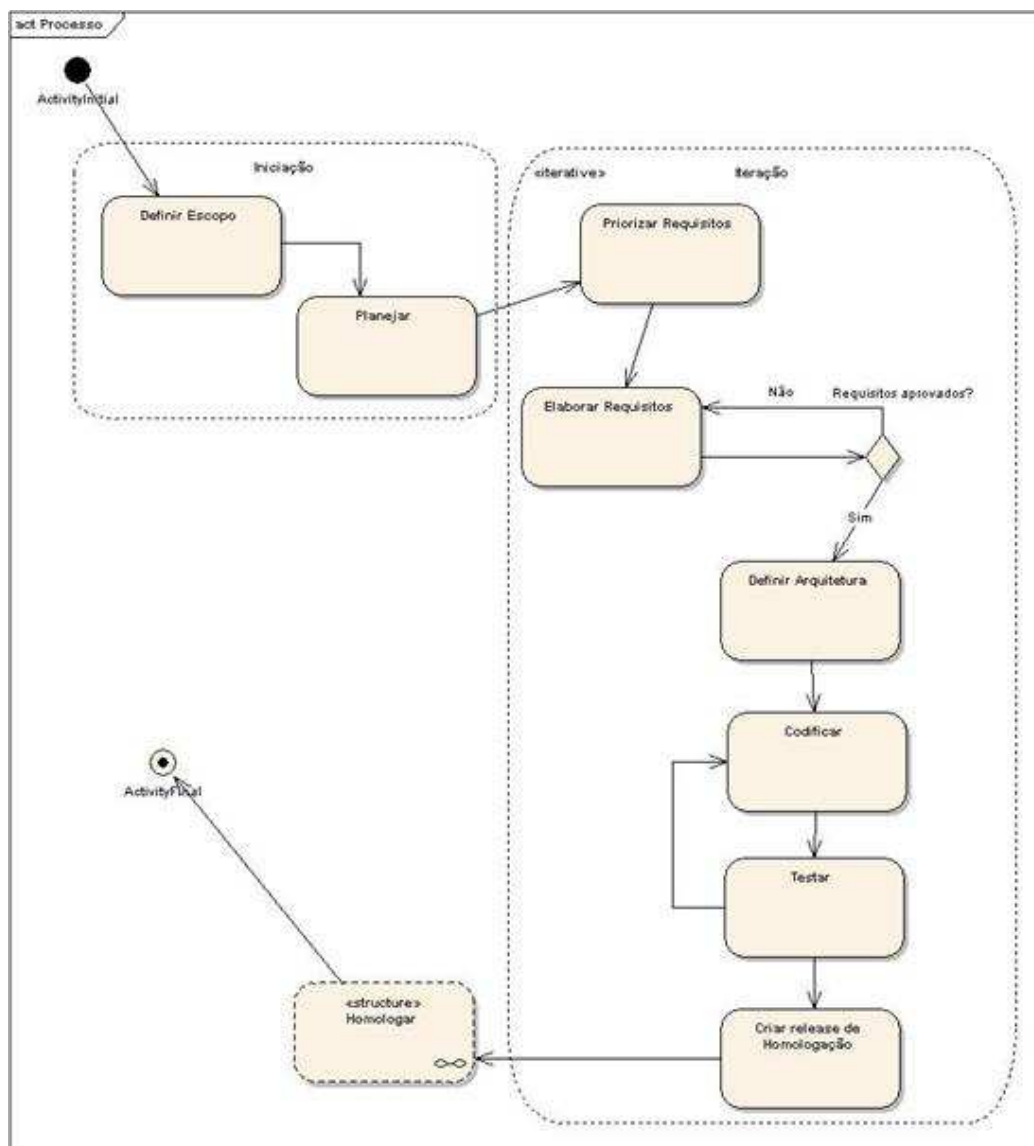 act Processo
ActivityInitial
Iniciação
«iterative»
Iteração
Definir Escopo
Priorizar Requisitos
Planejar
Elaborar Requisitos
Não
Requisitos aprovados?
Sim
Definir Arquitetura
Codificar
ActivityFinal
Testar
«structure»
Homologar
Criar release de
Homologação